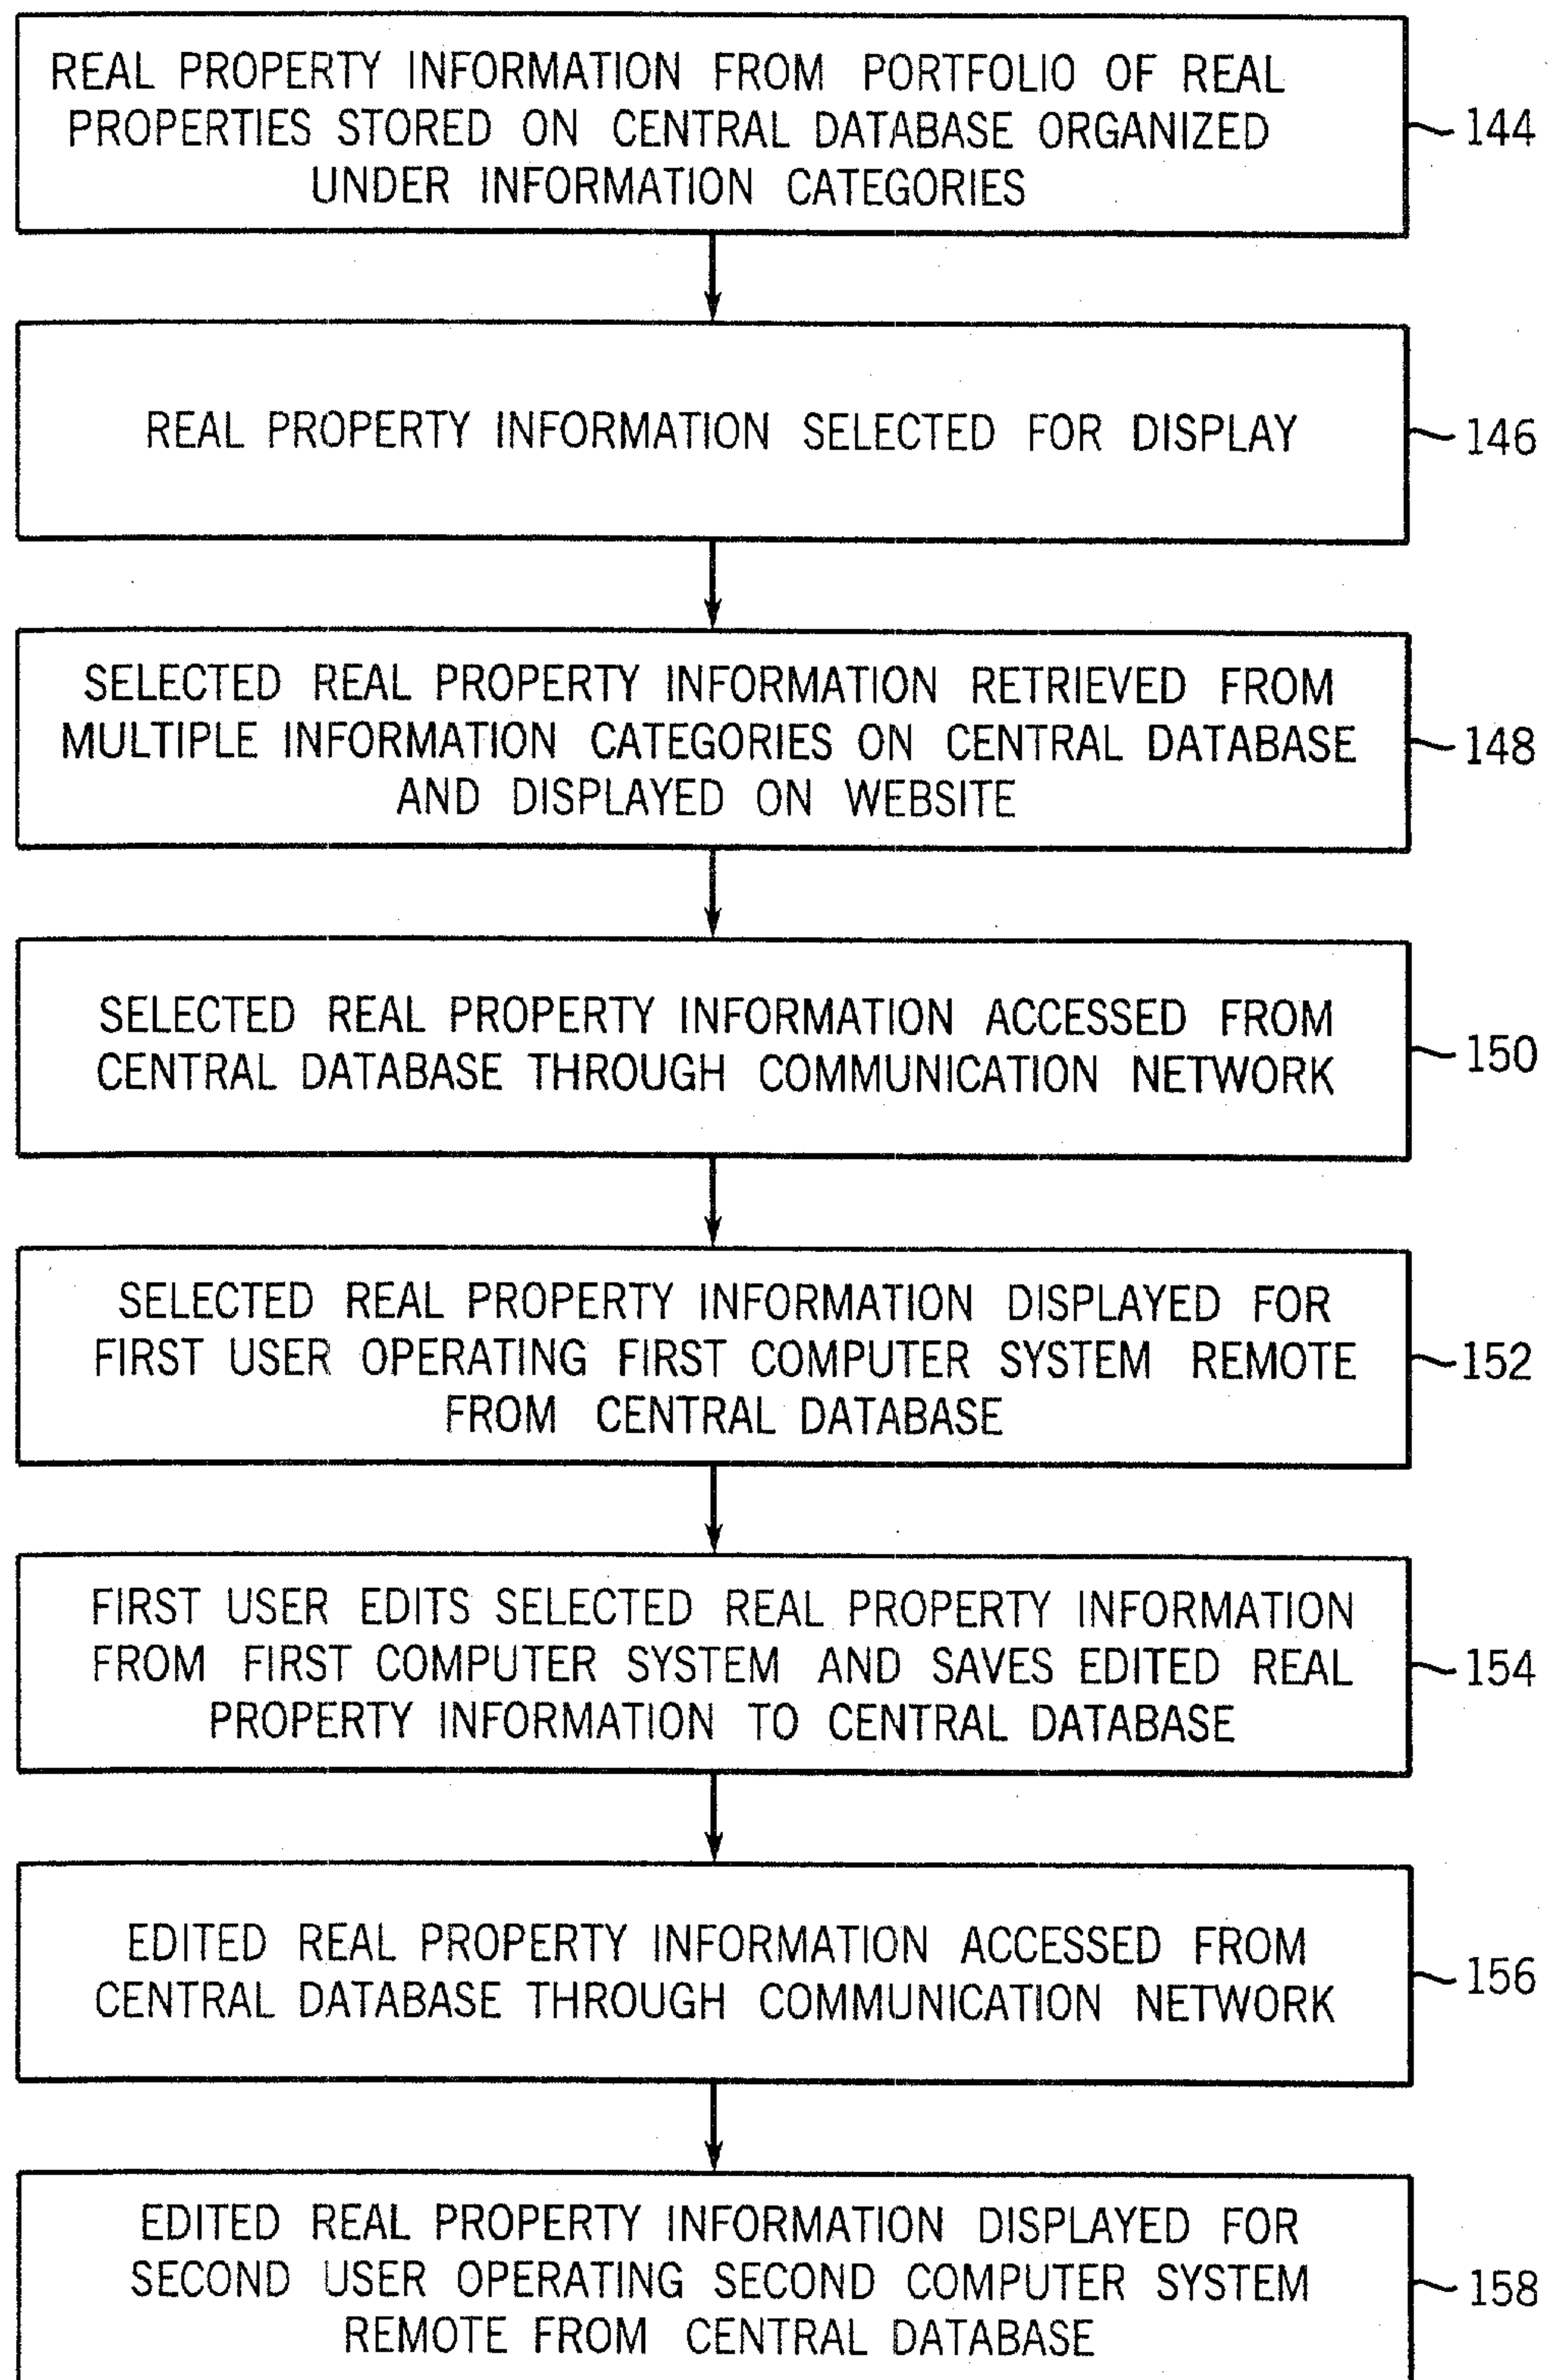 REAL PROPERTY INFORMATION FROM PORTFOLIO OF REAL
PROPERTIES STORED ON CENTRAL DATABASE ORGANIZED
UNDER INFORMATION CATEGORIES
144
REAL PROPERTY INFORMATION SELECTED FOR DISPLAY
146
SELECTED REAL PROPERTY INFORMATION RETRIEVED FROM
MULTIPLE INFORMATION CATEGORIES ON CENTRAL DATABASE
AND DISPLAYED ON WEBSITE
148
SELECTED REAL PROPERTY INFORMATION ACCESSED FROM
CENTRAL DATABASE THROUGH COMMUNICATION NETWORK
150
SELECTED REAL PROPERTY INFORMATION DISPLAYED FOR
FIRST USER OPERATING FIRST COMPUTER SYSTEM REMOTE
FROM CENTRAL DATABASE
152
FIRST USER EDITS SELECTED REAL PROPERTY INFORMATION
FROM FIRST COMPUTER SYSTEM AND SAVES EDITED REAL
PROPERTY INFORMATION TO CENTRAL DATABASE
154
EDITED REAL PROPERTY INFORMATION ACCESSED FROM
CENTRAL DATABASE THROUGH COMMUNICATION NETWORK
156
EDITED REAL PROPERTY INFORMATION DISPLAYED FOR
SECOND USER OPERATING SECOND COMPUTER SYSTEM
REMOTE FROM CENTRAL DATABASE
158